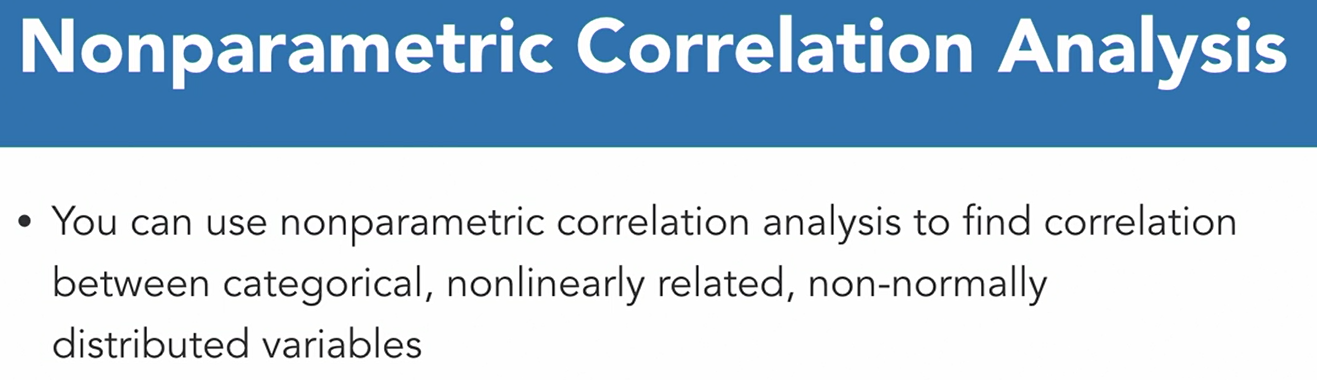 Nonparametric Correlation Analysis
• You can use nonparametric correlation analysis to find correlation
between categorical, nonlinearly related, non-normally
distributed variables